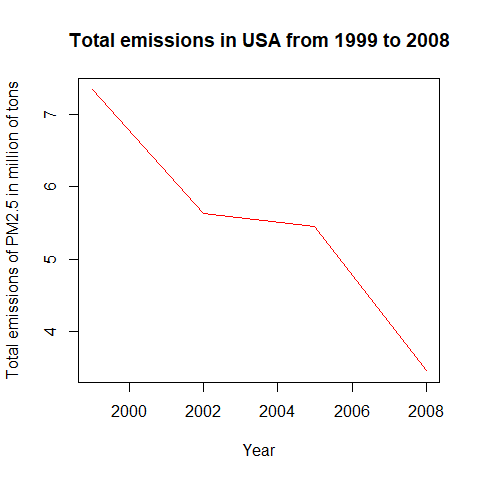 Total emissions in USA from 1999 to 2008
Total emissions of PM2.5 in million of tons
7
6
5
4
2000 2002 2004 2006 2008
Year